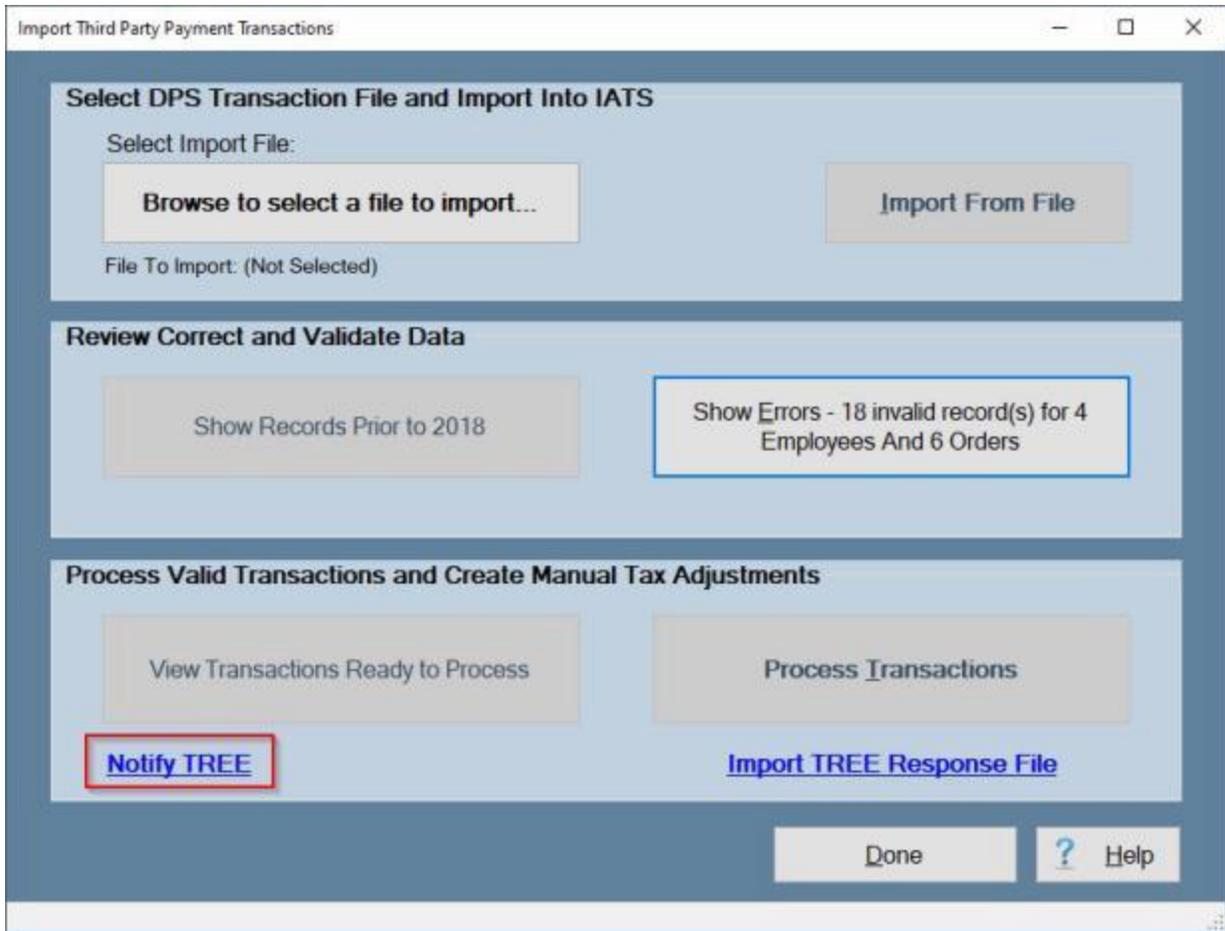 Import Third Party Payment Transactions
Select DPS Transaction File and Import Into IATS
Select Import File:
Browse to select a file to import...
Import From File
File To Import: (Not Selected)
Review Correct and Validate Data
Show Records Prior to 2018
Show Errors - 18 invalid record(s) for 4
Employees And 6 Orders
Process Valid Transactions and Create Manual Tax Adjustments
View Transactions Ready to Process
Process Transactions
Notify TREE
Import TREE Response File
Done
? Help